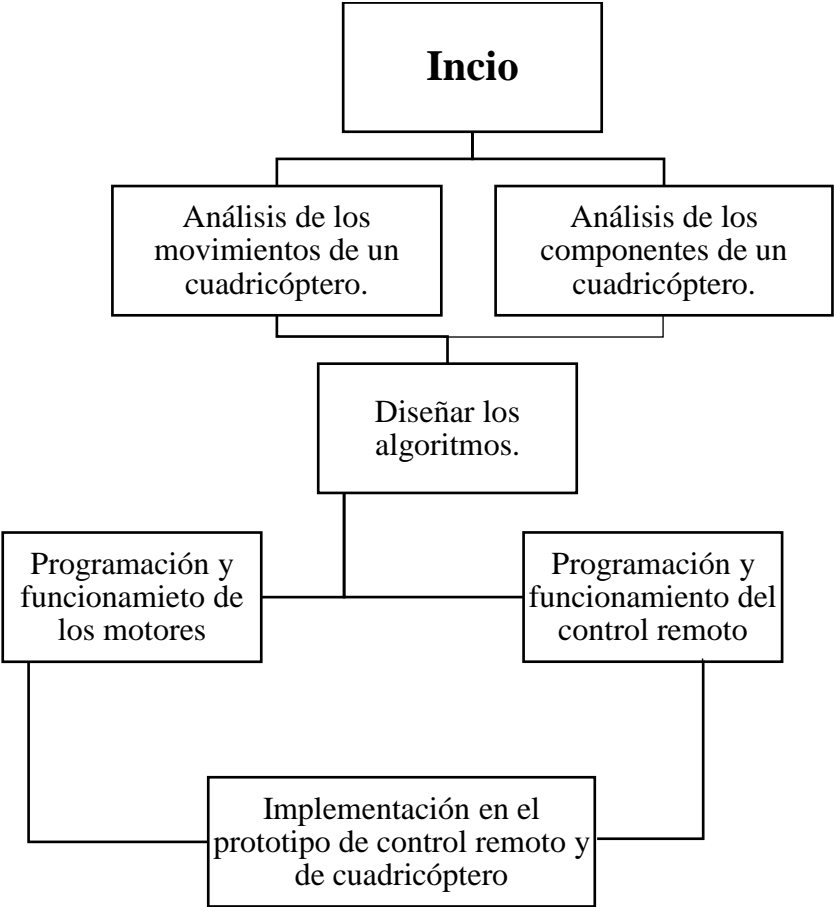 Incio
Análisis de los
movimientos de un
cuadricóptero.
Análisis de los
componentes de un
cuadricóptero.
Diseñar los
algoritmos.
Programación y
funcionamieto de
los motores
Programación y
funcionamiento del
control remoto
Implementación en el
prototipo de control remoto y
de cuadricóptero